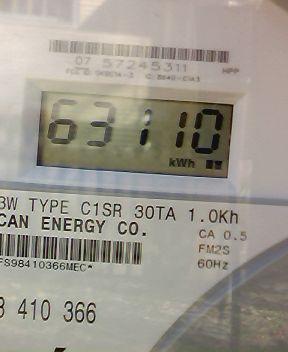 07 57245311
HPP
63110
kWh
3W TYPE C1SR 30TA 1.0Kh
CAN ENERGY CO.
CA 0.5
FM2S
60Hz
FS98410366MEC*
3 410 366